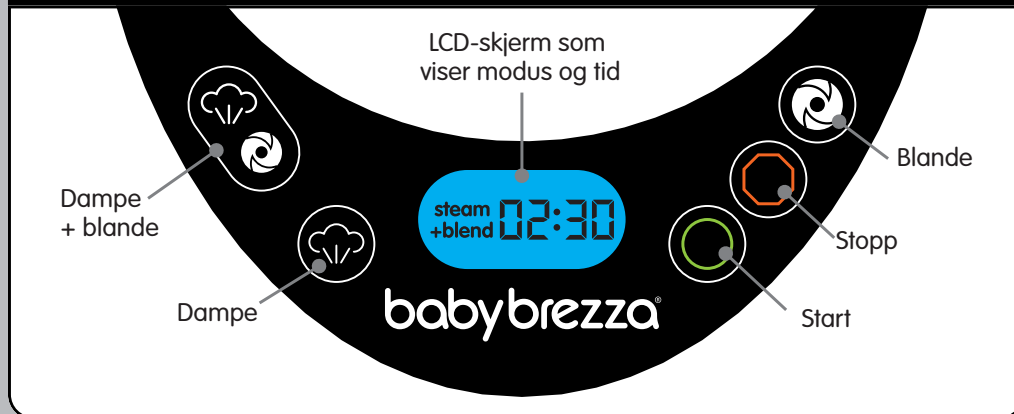 LCD-skjerm som
viser modus og tid
Dampe
+ blande
Dampe
steam
+blend
02:30
babybrezza®
Blande
Stopp
Start